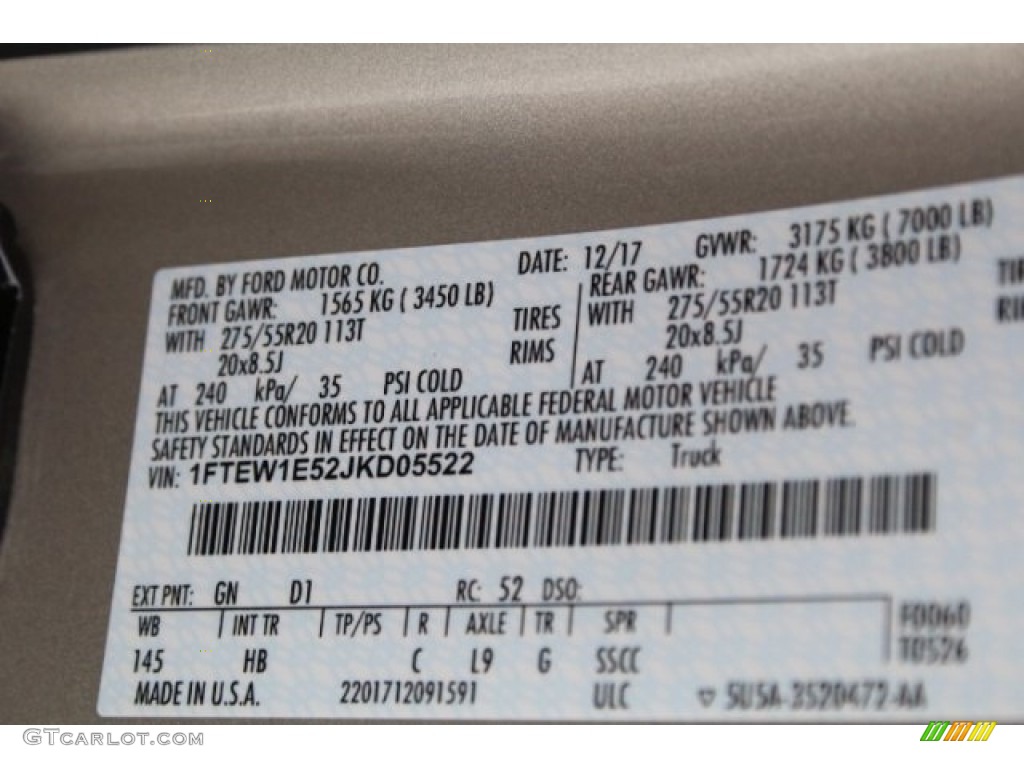 MFD. BY FORD MOTOR CO. DATE: 12/17 GVWR: 3175 KG ( 7000 LB)
FRONT GAWR: 1565 KG ( 3450 LB) REAR GAWR: 1724 KG ( 3800 LB)
WITH 275/55R20 113T TIRES WITH 275/55R20 113T
20x8.5J RIMS 20x8.5J
AT 240 kPa/ 35 PSI COLD AT 240 kPa/ 35 PSI COLD
THIS VEHICLE CONFORMS TO ALL APPLICABLE FEDERAL MOTOR VEHICLE
SAFETY STANDARDS IN EFFECT ON THE DATE OF MANUFACTURE SHOWN ABOVE.
VIN: 1FTEW1E52JKD05522 TYPE: Truck
EXT PNT: GN D1 RC: 52 DSO:
WB INT TR TP/PS R AXLE TR SPR F0060
145 HB C L9 G SSCC T0526
MADE IN U.S.A. 2201712091591 ULC 5U5A-3520472-AA
GTCARLOT.COM